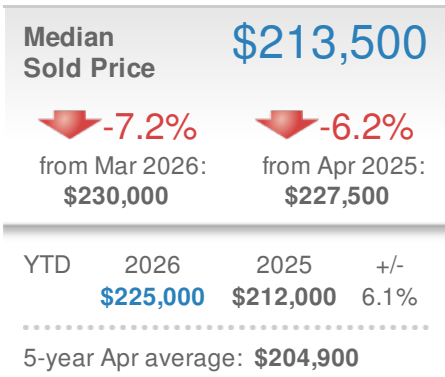 Median
Sold Price
$213,500
-7.2%
from Mar 2026:
$230,000
-6.2%
from Apr 2025:
$227,500
YTD 2026 2025 +/-
$225,000 $212,000 6.1%
5-year Apr average: $204,900